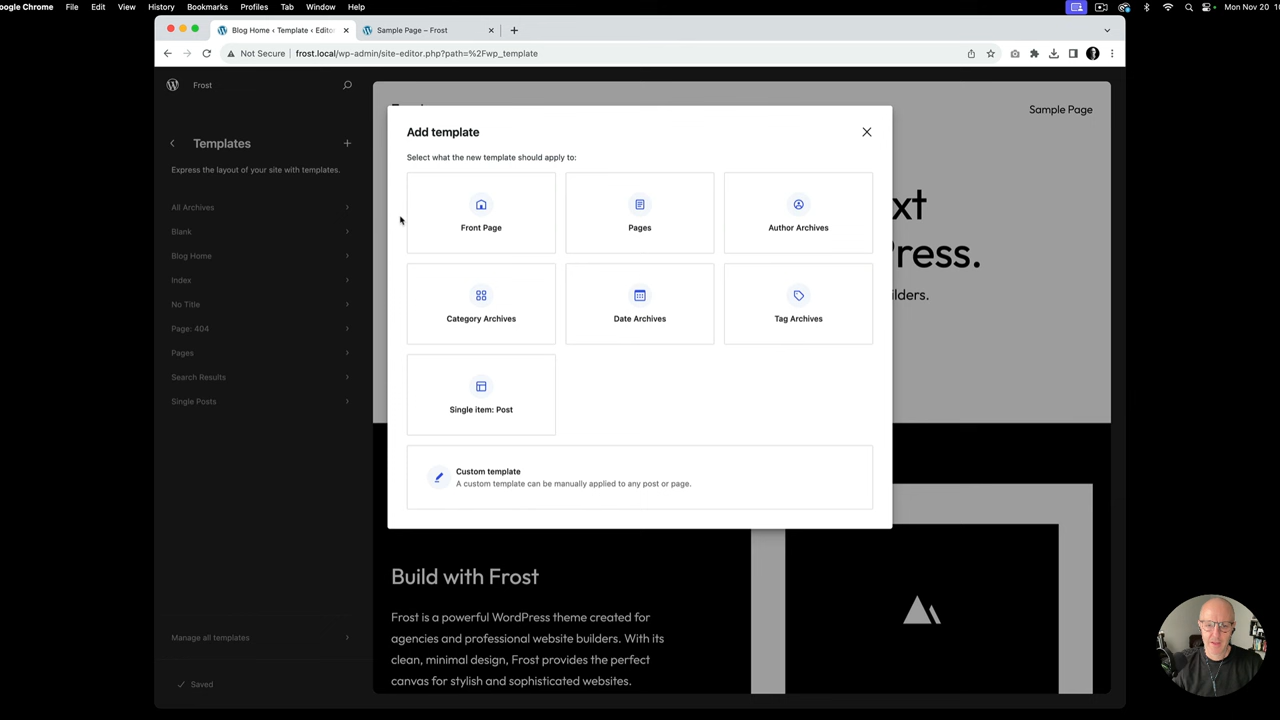 Google Chrome File Edit View History Bookmarks Profiles Tab Window Help Mon Nov 20
Blog Home ‹ Template ‹ Editor Sample Page – Frost
Not Secure frost.local/wp-admin/site-editor.php?path=%2Fwp_template
Frost
Sample Page
Templates
Express the layout of your site with templates.
All Archives
Blank
Blog Home
Index
No Title
Page: 404
Pages
Search Results
Single Posts
Manage all templates
Saved
Add template
Select what the new template should apply to:
Front Page Pages Author Archives
Category Archives Date Archives Tag Archives
Single item: Post
Custom template
A custom template can be manually applied to any post or page.
Build with Frost
Frost is a powerful WordPress theme created for
agencies and professional website builders. With its
clean, minimal design, Frost provides the perfect
canvas for stylish and sophisticated websites.